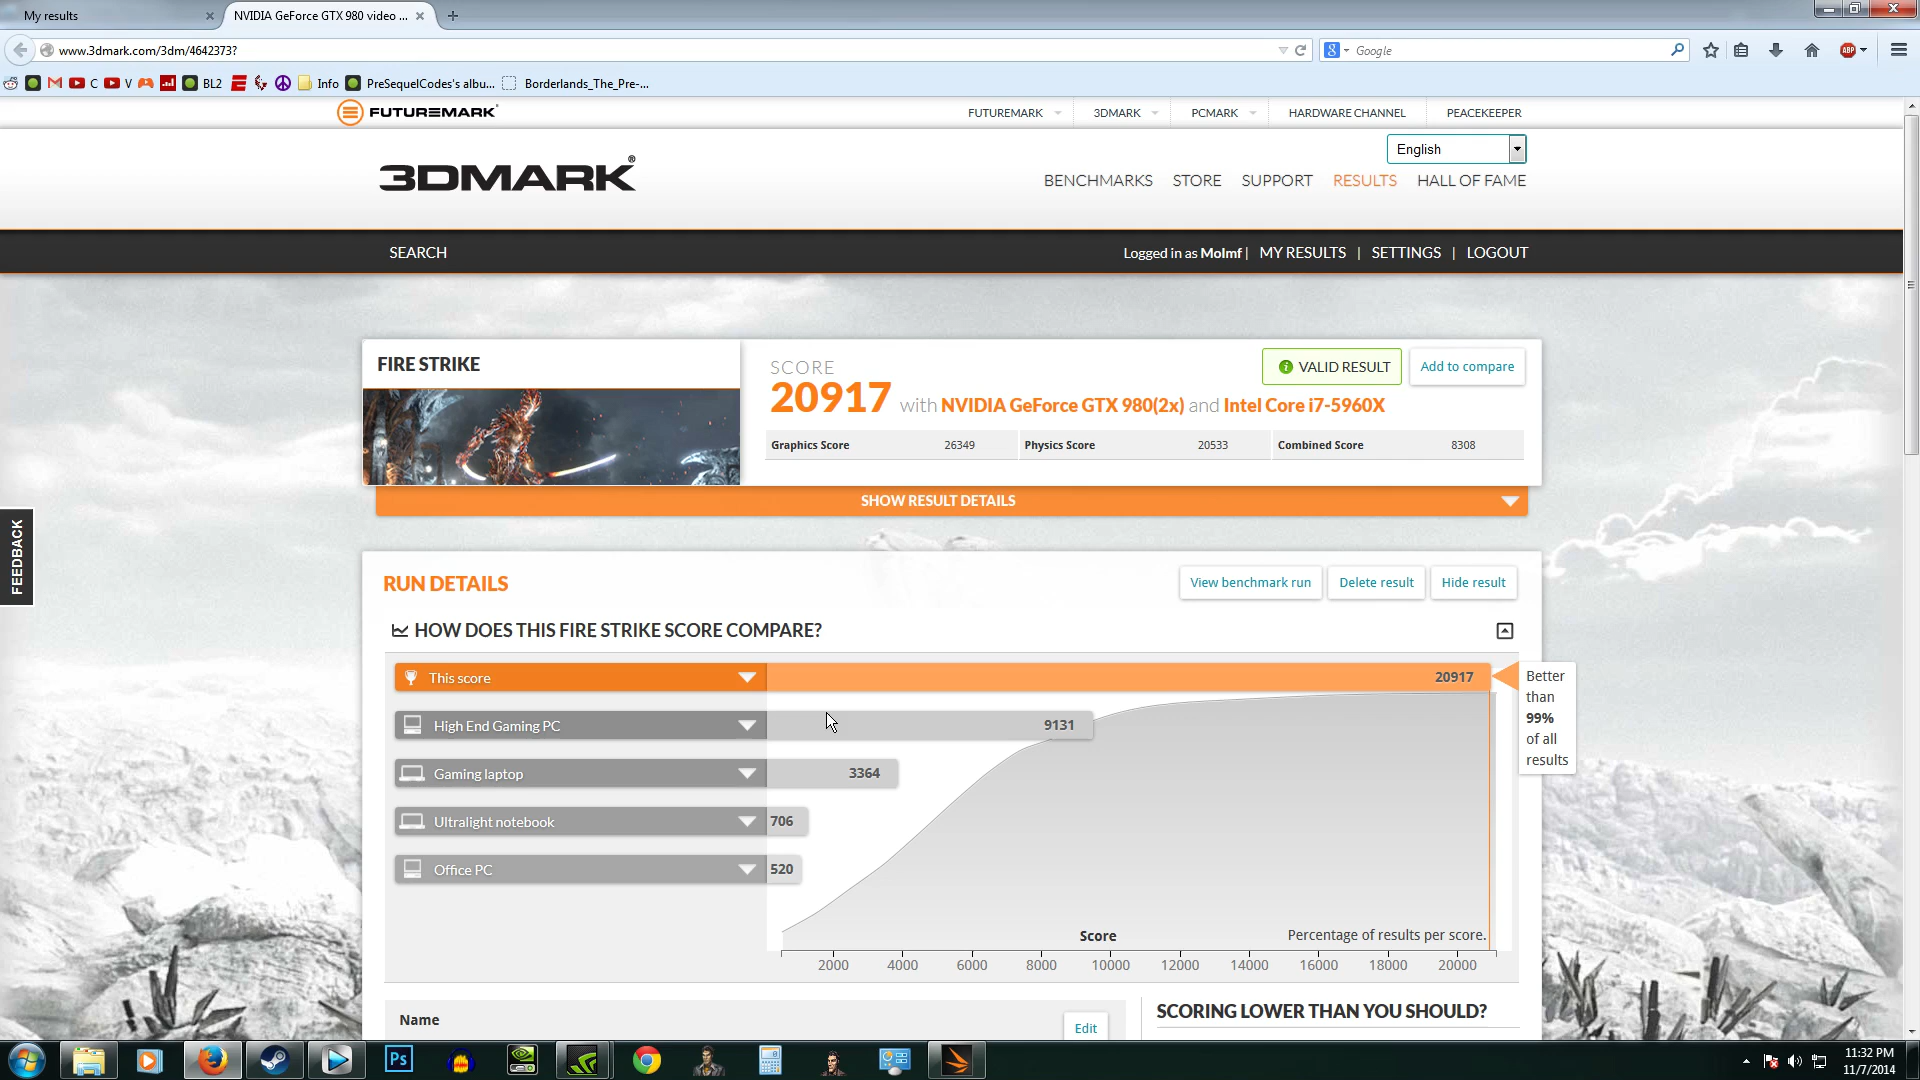 My results
NVIDIA GeForce GTX 980 video ...
www.3dmark.com/3dm/4642373?
Google
ABP
C
V
BL2
Info
PreSequelCodes's albu...
Borderlands_The_Pre-...
FUTUREMARK
FUTUREMARK
3DMARK
PCMARK
HARDWARE CHANNEL
PEACEKEEPER
English
3DMARK®
BENCHMARKS
STORE
SUPPORT
RESULTS
HALL OF FAME
SEARCH
Logged in as Molmf | MY RESULTS | SETTINGS | LOGOUT
FIRE STRIKE
SCORE
VALID RESULT
Add to compare
20917 with NVIDIA GeForce GTX 980(2x) and Intel Core i7-5960X
Graphics Score 26349
Physics Score 20533
Combined Score 8308
SHOW RESULT DETAILS
FEEDBACK
RUN DETAILS
View benchmark run
Delete result
Hide result
HOW DOES THIS FIRE STRIKE SCORE COMPARE?
This score 20917
High End Gaming PC 9131
Gaming laptop 3364
Ultralight notebook 706
Office PC 520
Better
than
99%
of all
results
Score
Percentage of results per score.
2000 4000 6000 8000 10000 12000 14000 16000 18000 20000
Name
Edit
SCORING LOWER THAN YOU SHOULD?
Ps
11:32 PM
11/7/2014